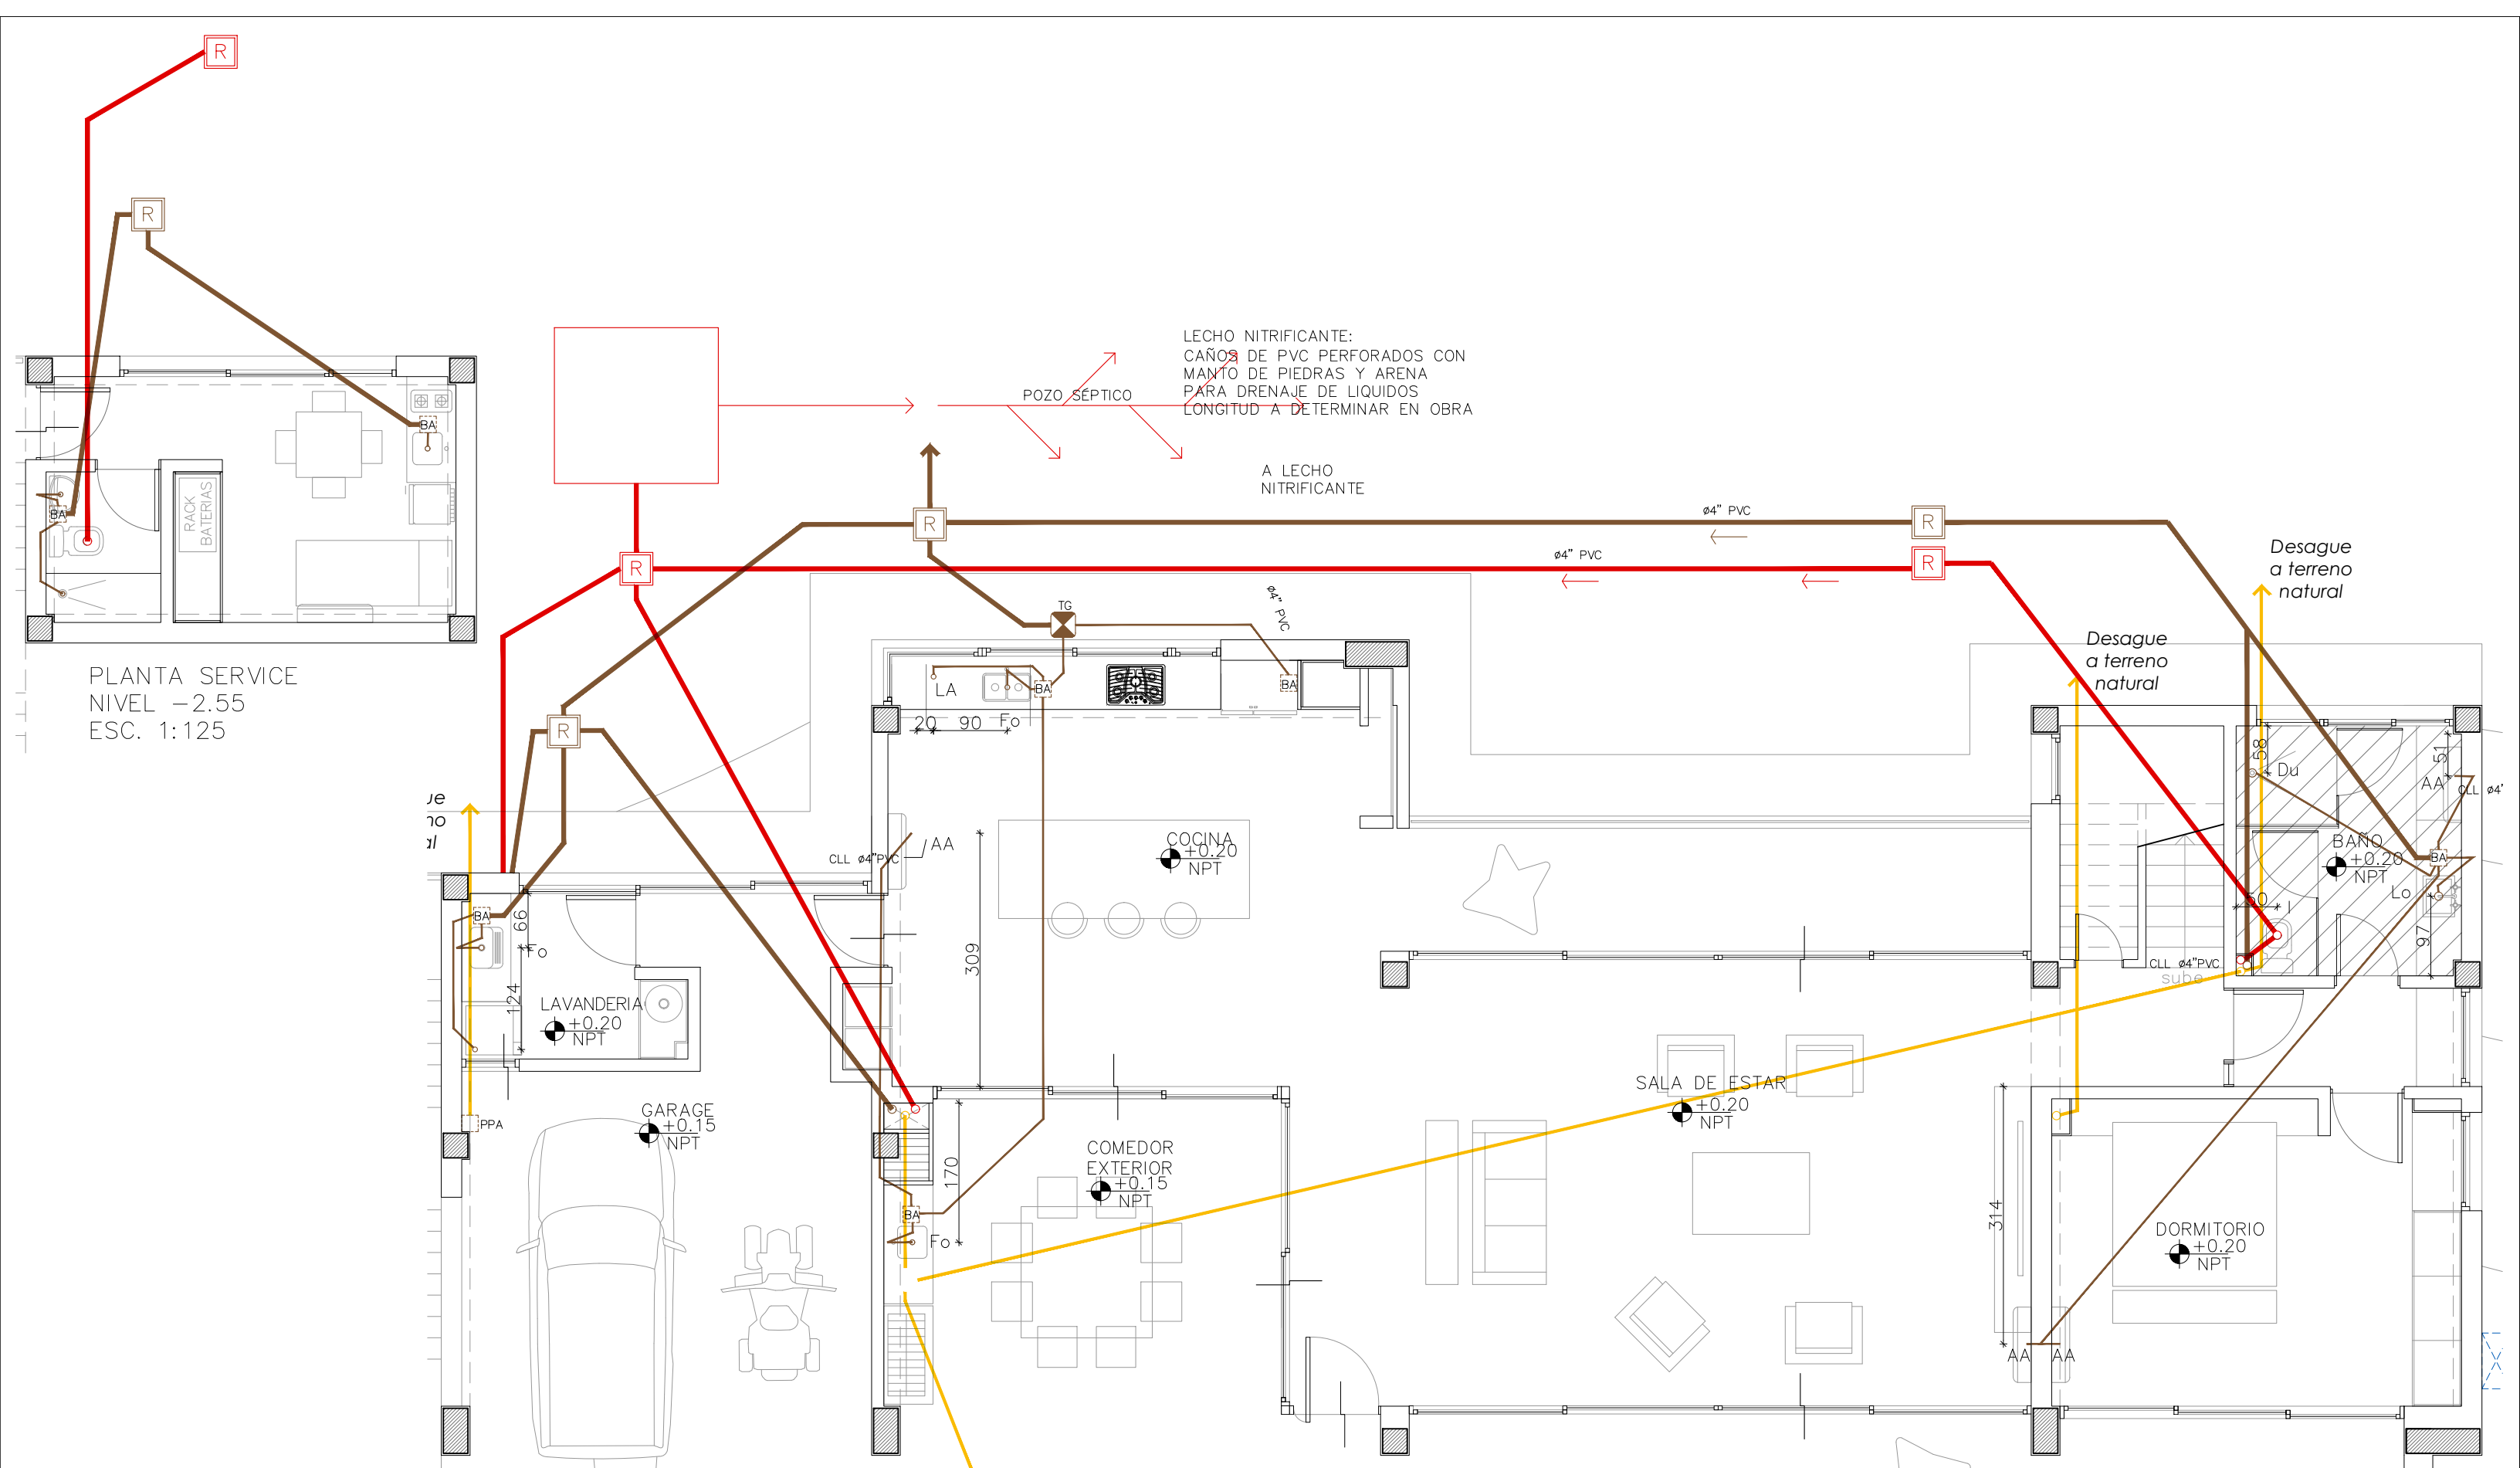 R
R
LECHO NITRIFICANTE:
CAÑOS DE PVC PERFORADOS CON
MANTO DE PIEDRAS Y ARENA
PARA DRENAJE DE LIQUIDOS
LONGITUD A DETERMINAR EN OBRA
POZO SÉPTICO
A LECHO
NITRIFICANTE
BA
BA
RACK
BATERIAS
PLANTA SERVICE
NIVEL -2.55
ESC. 1:125
R
R
ø4" PVC
R
R
ø4" PVC
R
Desague
a terreno
natural
Desague
a terreno
natural
TG
ø4" PVC
LA
BA
BA
20
90
Fo
R
ue
no
al
AA
CLL ø4"PVC
COCINA
+0.20
NPT
309
58
Du
51
AA
CLL ø4"
BAÑO
+0.20
NPT
BA
Lo
50
I
97
CLL ø4"PVC
sube
BA
66
Fo
124
LAVANDERIA
+0.20
NPT
PPA
GARAGE
+0.15
NPT
170
BA
Fo
COMEDOR
EXTERIOR
+0.15
NPT
SALA DE ESTAR
+0.20
NPT
314
DORMITORIO
+0.20
NPT
AA
AA